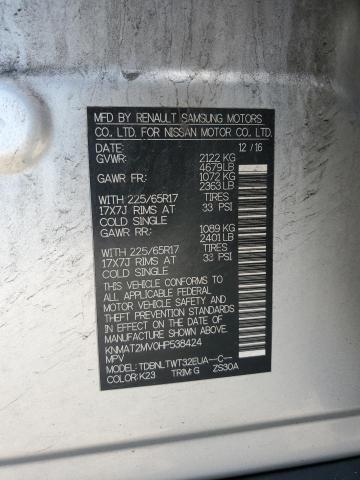 MFD BY RENAULT SAMSUNG MOTORS
CO. LTD. FOR NISSAN MOTOR CO. LTD.
DATE: 12/16
GVWR: 2122 KG
4679LB
GAWR FR: 1072 KG
2363LB
WITH 225/65R17 TIRES
17X7J RIMS AT 33 PSI
COLD SINGLE
GAWR RR: 1089 KG
2401LB
WITH 225/65R17 TIRES
17X7J RIMS AT 33 PSI
COLD SINGLE
THIS VEHICLE CONFORMS TO
ALL APPLICABLE FEDERAL
MOTOR VEHICLE SAFETY
AND THEFT PREVENTION STANDARDS
IN EFFECT ON THE DATE OF
MANUFACTURE SHOWN ABOVE.
KNMAT2MV0HP538424
MPV
MODEL: TDBNLTWT32EUA--C--
COLOR:K23 TRIM:G ZS30A